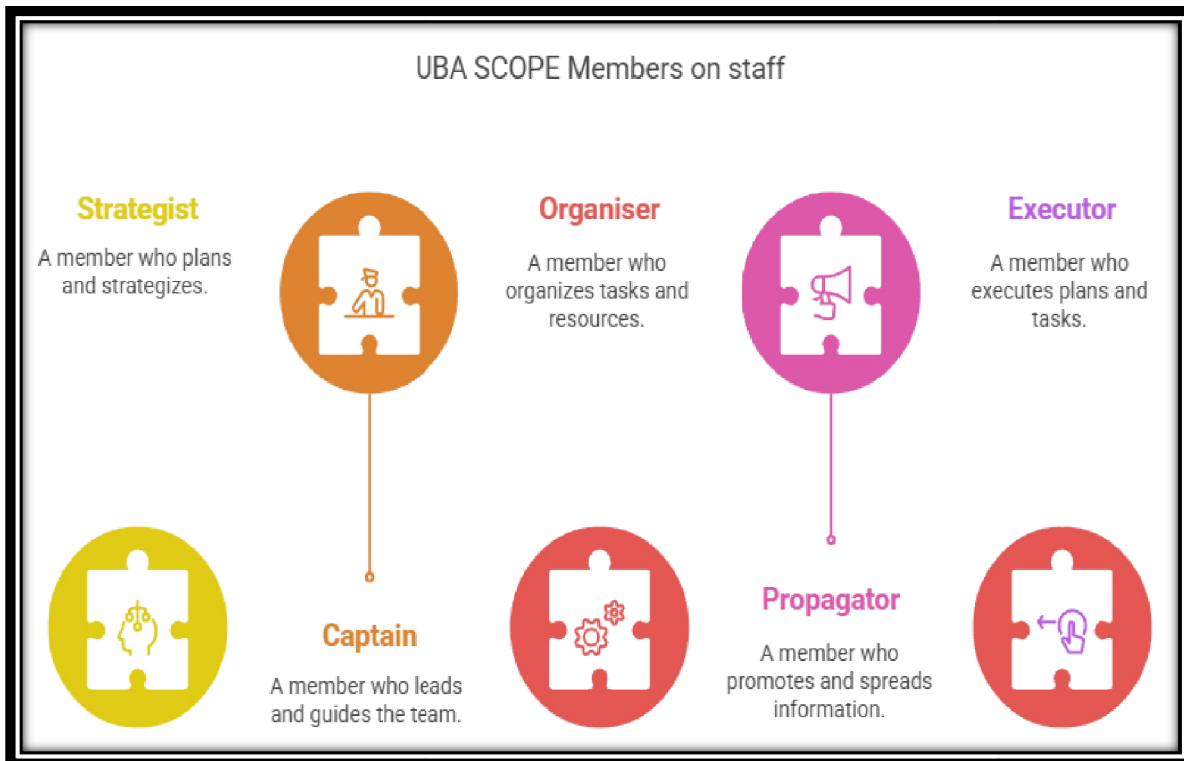 UBA SCOPE Members on staff
Strategist
A member who plans
and strategizes.
Captain
A member who leads
and guides the team.
Organiser
A member who
organizes tasks and
resources.
Propagator
A member who
promotes and spreads
information.
Executor
A member who
executes plans and
tasks.